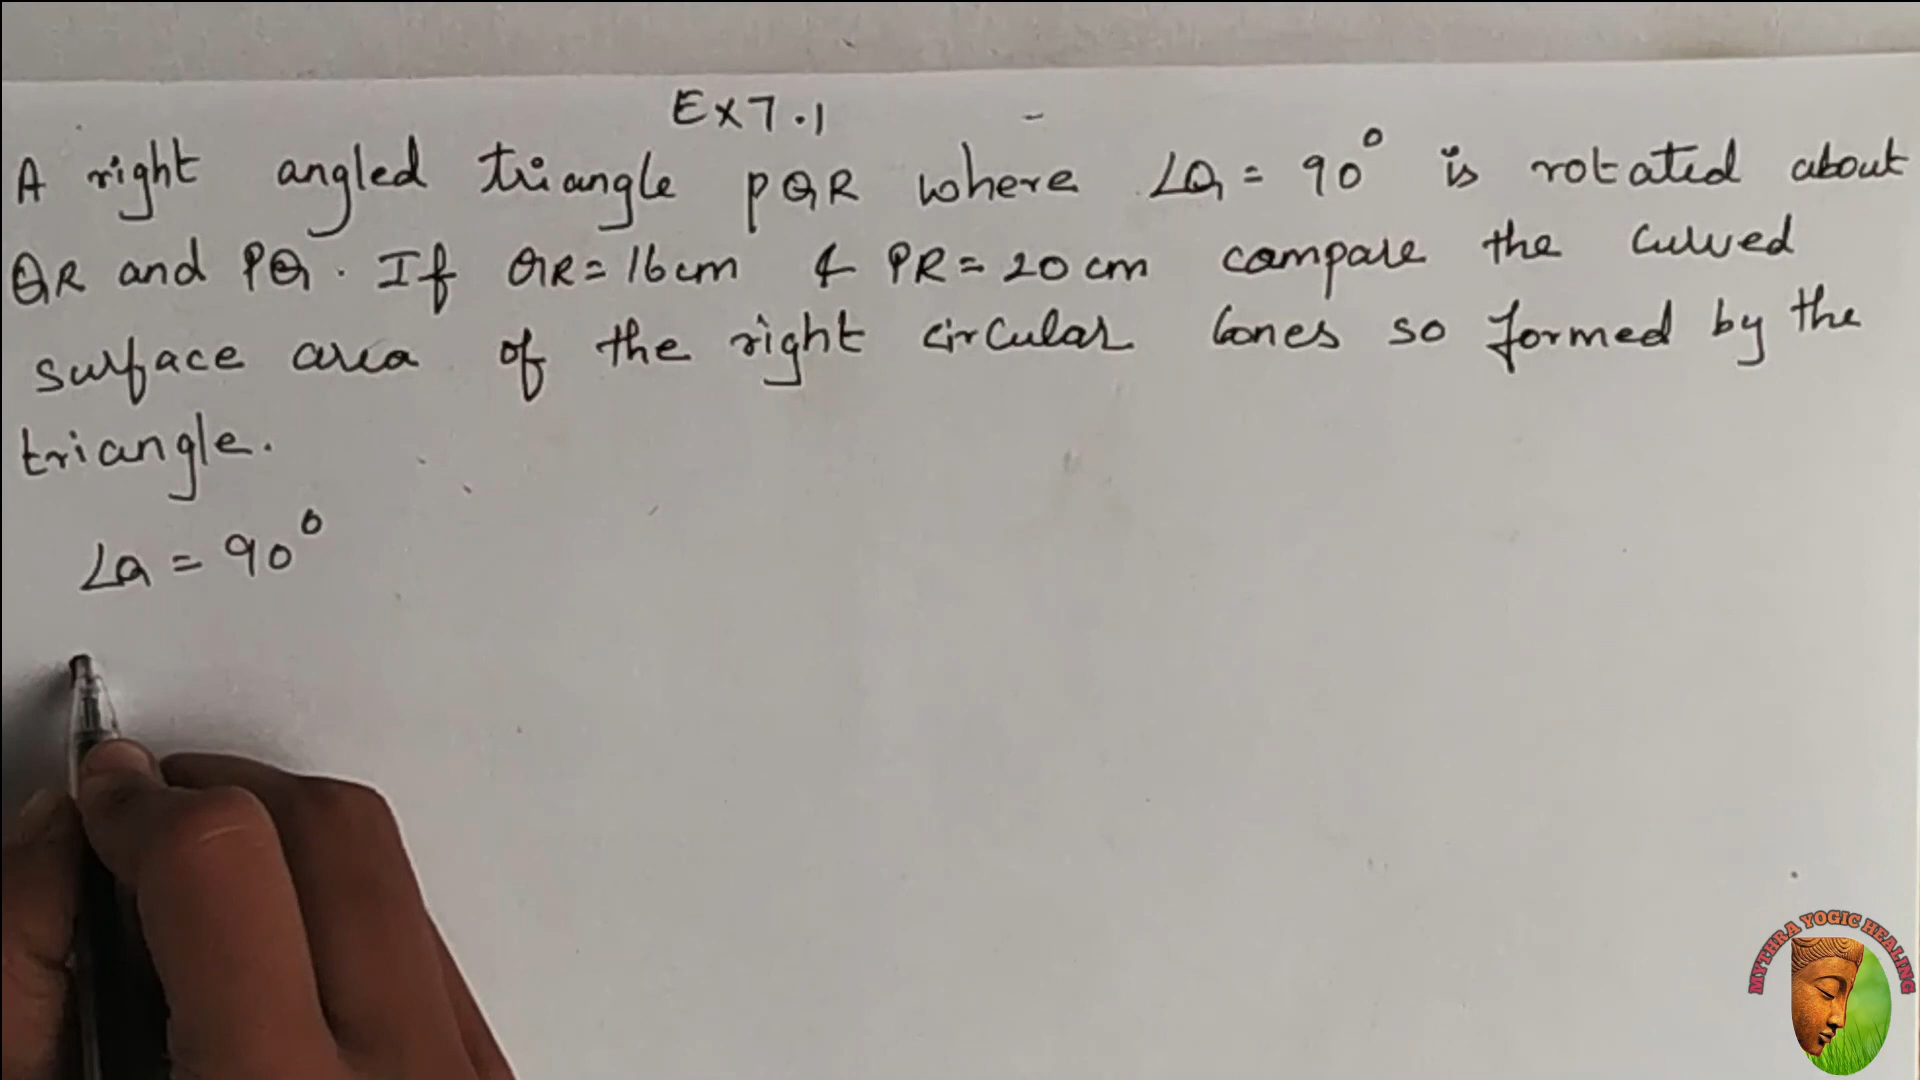 Ex 7.1
A right angled triangle PQR where ∠Q = 90° is rotated about
QR and PQ. If QR = 16 cm & PR = 20 cm compare the curved
surface area of the right circular cones so formed by the
triangle.
∠Q = 90°
MYTHRA YOGIC HEALING